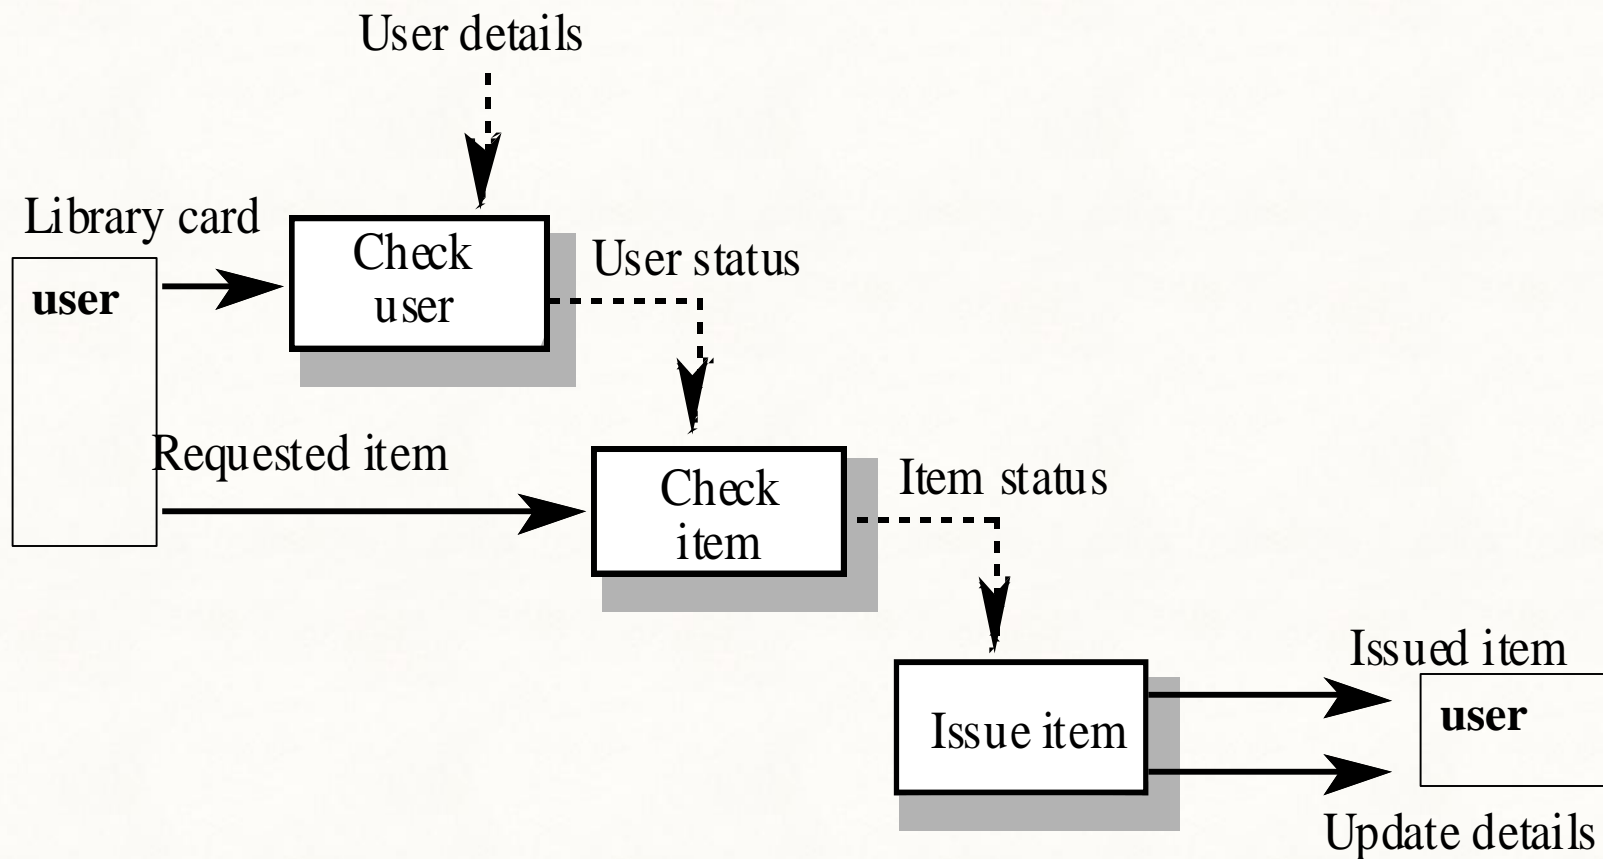 User details
Library card
user
Check
user
User status
Requested item
Check
item
Item status
Issue item
Issued item
user
Update details